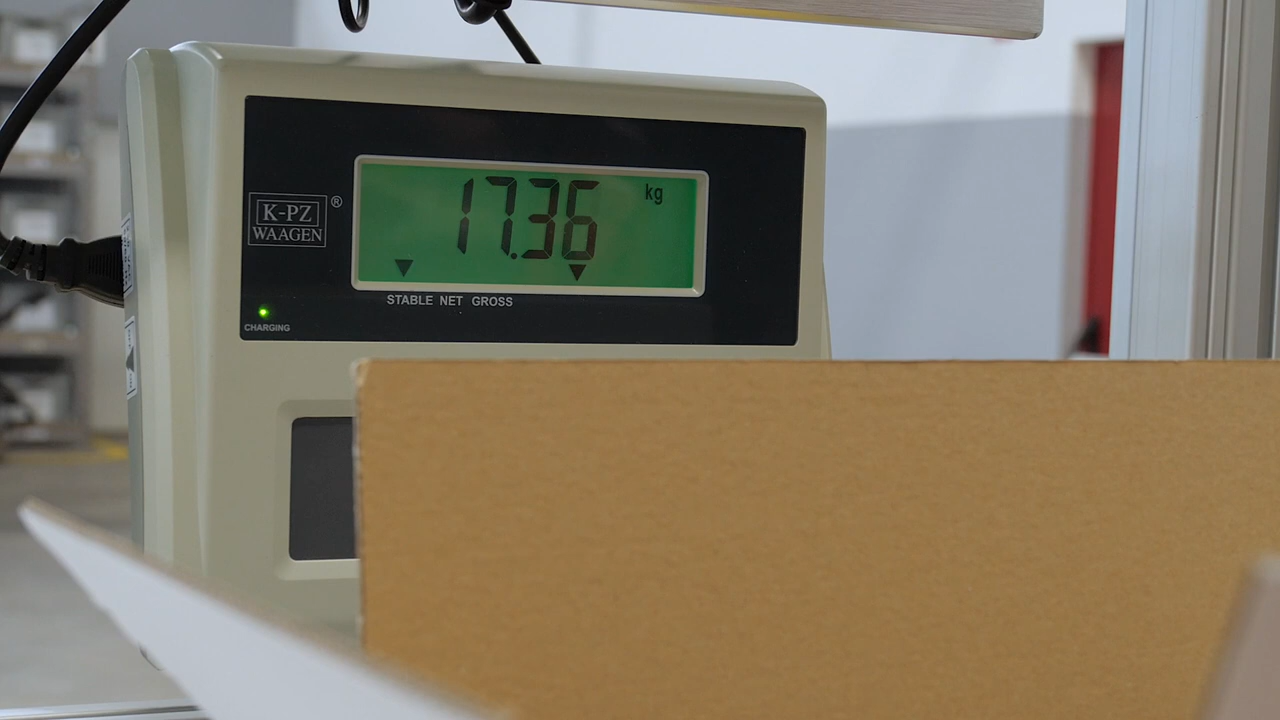 17.36 kg
K-PZ ®
WAAGEN
STABLE NET GROSS
CHARGING